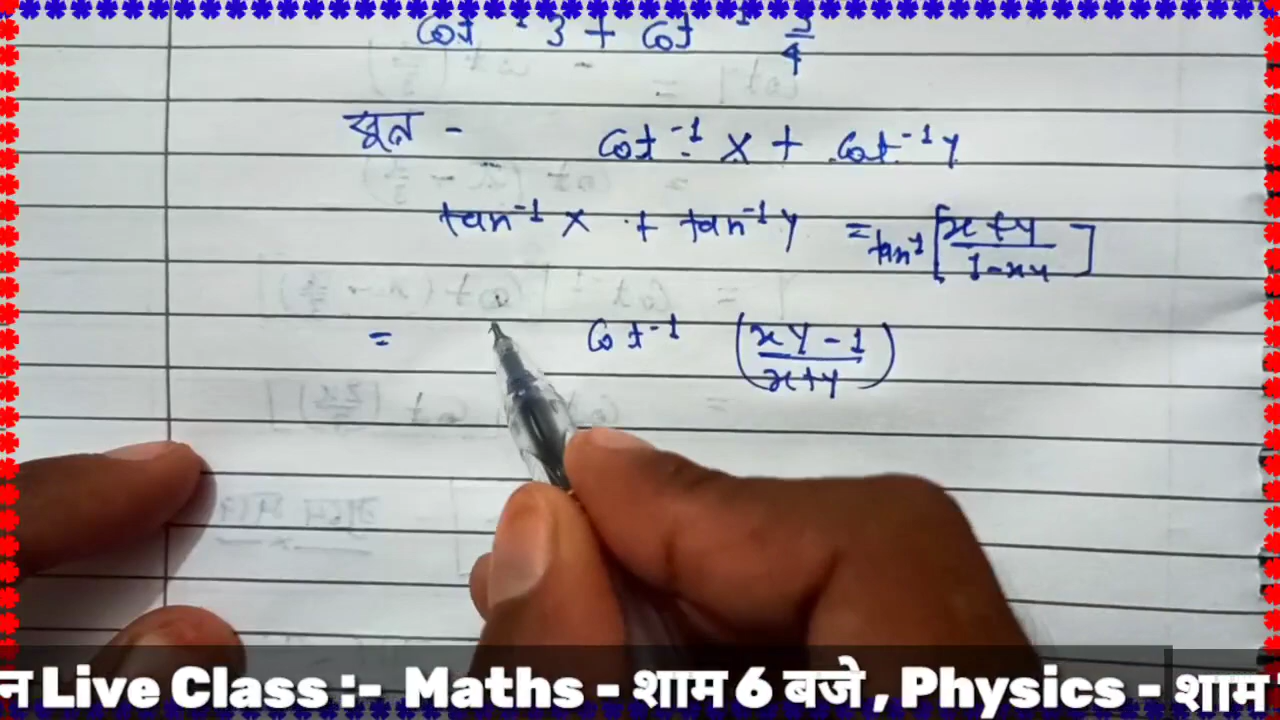 Cot⁻¹ 3 + Cot⁻¹ 3/4
सूत्र - Cot⁻¹ x + Cot⁻¹ y
tan⁻¹ x + tan⁻¹ y = tan⁻¹ [x+y / 1-xy]
= Cot⁻¹ (xy-1 / x+y)
न Live Class :- Maths - शाम 6 बजे , Physics - शाम